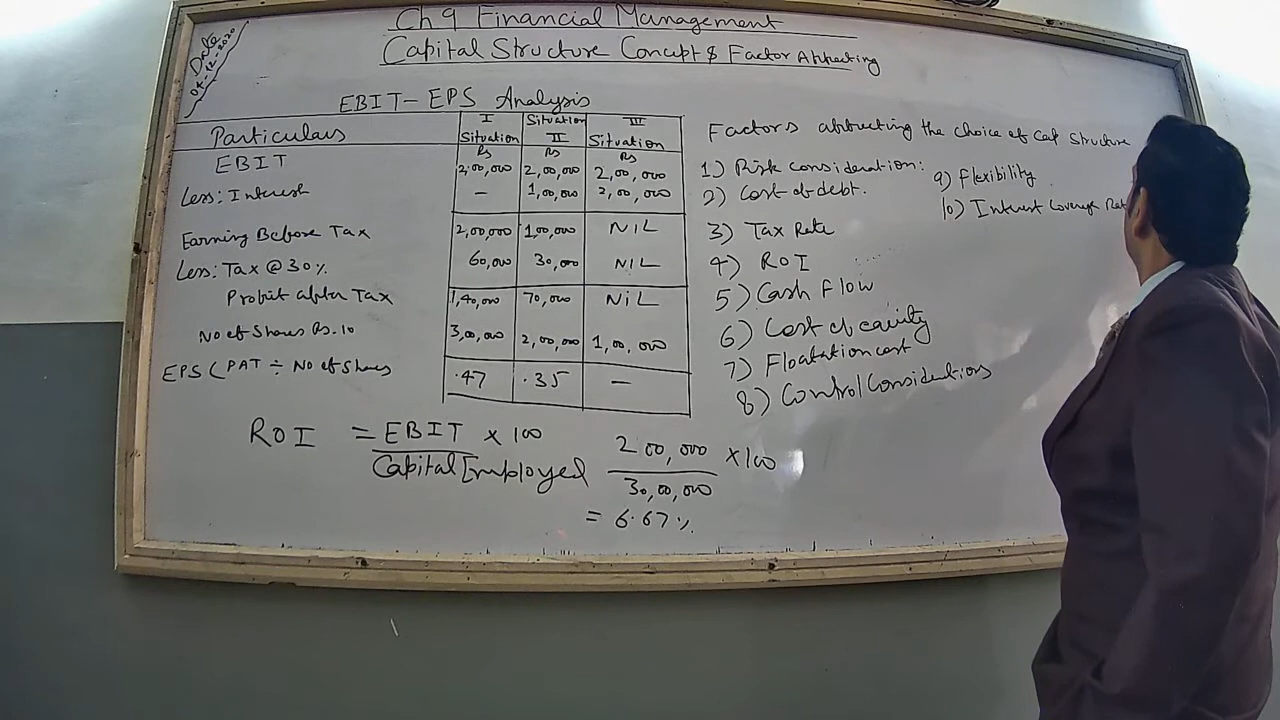 Ch 9 Financial Management
Capital Structure Concept & Factor Affecting
Date
04-12-2020
EBIT-EPS Analysis
Particulars I Situation Situation II III Situation
Rs Rs Rs
EBIT 2,00,000 2,00,000 2,00,000
Less: Interest — 1,00,000 2,00,000
Earning Before Tax 2,00,000 1,00,000 NIL
Less: Tax @ 30% 60,000 30,000 NIL
Profit after Tax 1,40,000 70,000 NiL
No of Shares Rs. 10 3,00,000 2,00,000 1,00,000
EPS (PAT ÷ No of Shares .47 .35 —
ROI = EBIT / Capital Employed × 100
200,000 / 30,00,000 × 100
= 6.67%
Factors affecting the choice of Cap Structure
1) Risk consideration:
2) Cost of debt.
3) Tax Rate
4) ROI
5) Cash Flow
6) Cost of equity
7) Floatation cost
8) Control Considerations
9) Flexibility
10) Interest Coverage